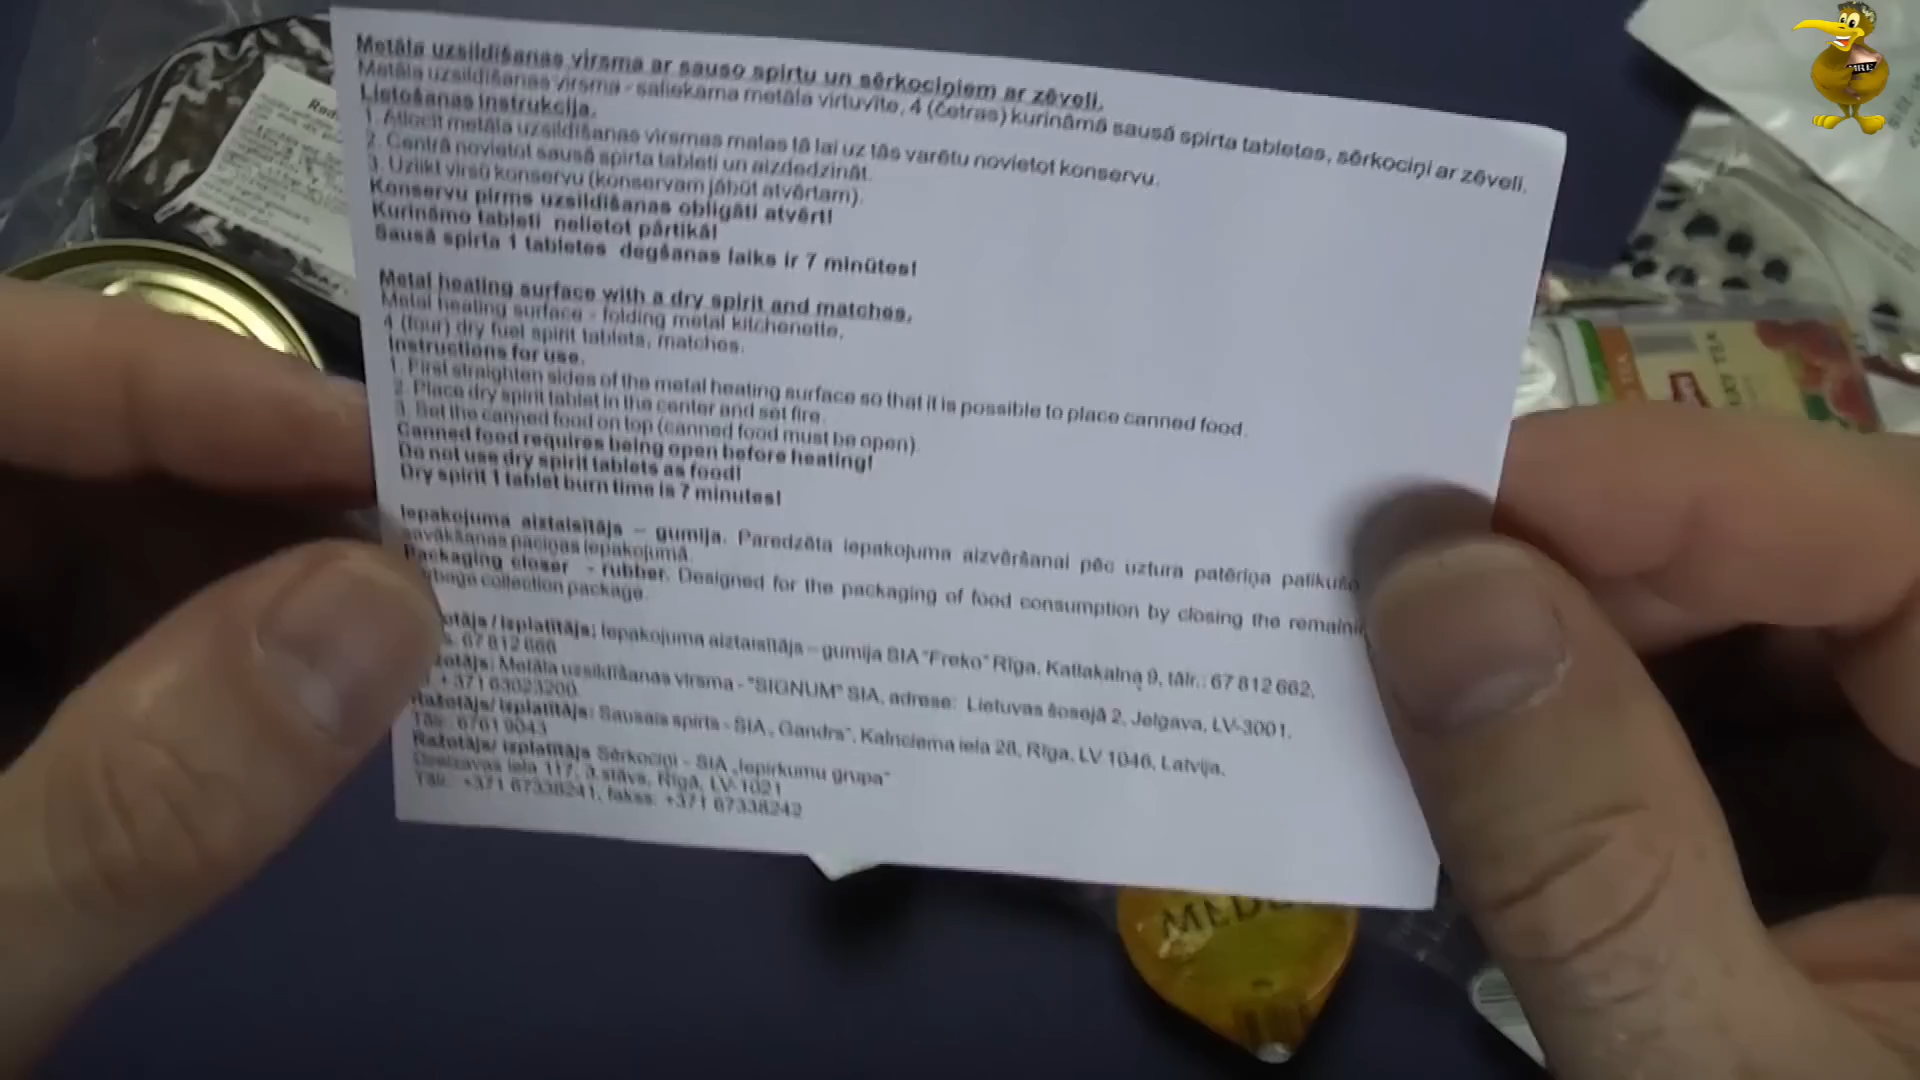 Metāla uzsildīšanas virsma ar sauso spirtu un sērkociņiem ar zēveli.
Metāla uzsildīšanas virsma - saliekama metāla virtuvīte, 4 (četras) kurināmā sausā spirta tabletes, sērkociņi ar zēveli.
Lietošanas instrukcija.
1. Atlocīt metāla uzsildīšanas virsmas malas tā lai uz tās varētu novietot konservu.
2. Centrā novietot sausā spirta tableti un aizdedzināt.
3. Uzlikt virsū konservu (konservam jābūt atvērtam).
Konservu pirms uzsildīšanas obligāti atvērt!
Kurināmo tableti nelietot pārtikā!
Sausā spirta 1 tabletes degšanas laiks ir 7 minūtes!
Metal heating surface with a dry spirit and matches.
Metal heating surface - folding metal kitchenette,
4 (four) dry fuel spirit tablets, matches.
Instructions for use.
1. First straighten sides of the metal heating surface so that it is possible to place canned food.
2. Place dry spirit tablet in the center and set fire.
3. Set the canned food on top (canned food must be open).
Canned food requires being open before heating!
Do not use dry spirit tablets as food!
Dry spirit 1 tablet burn time is 7 minutes!
Iepakojuma aiztaisītājs – gumija. Paredzēta iepakojuma aizvēršanai pēc uztura patēriņa palikušo
savākšanas paciņas iepakojumā.
Packaging closer - rubber. Designed for the packaging of food consumption by closing the remaining
garbage collection package.
Ražotājs / Izplatītājs: Iepakojuma aiztaisītājs – gumija SIA "Freko" Rīga, Katlakalna 9, tālr.: 67 812 662,
67 812 666
Ražotājs: Metāla uzsildīšanas virsma - "SIGNUM" SIA, adrese: Lietuvas šosejā 2, Jelgava, LV-3001.
+ 371 63023200
Ražotājs/ Izplatītājs: Sausais spirts - SIA „Gandrs", Kalnciema iela 28, Rīga, LV 1046, Latvija.
Tālr. 6761 9043
Ražotājs/ Izplatītājs Sērkociņi - SIA „Iepirkumu grupa"
Dzelzavas iela 117, 3.stāvs, Rīgā, LV-1021
Tālr. +371 67338241, fakss: +371 67338242
MRE
TEA